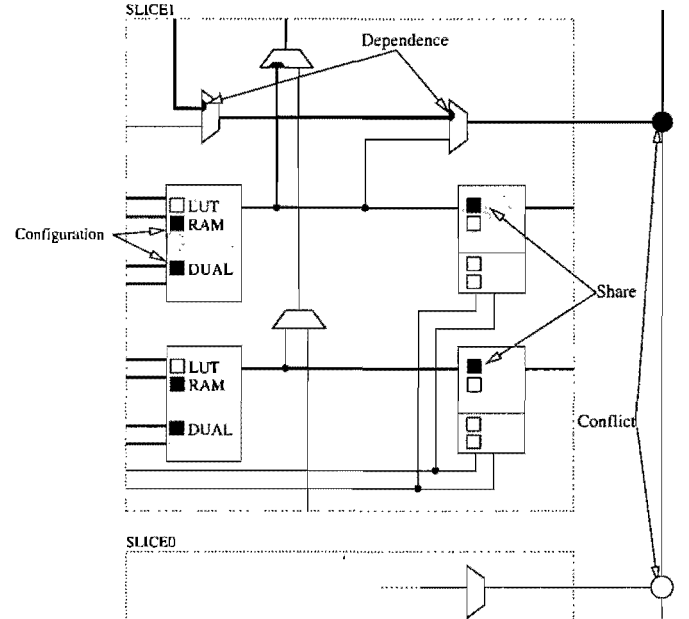 SLICE1
Dependence
LUT
RAM
Configuration
DUAL
Share
LUT
RAM
Conflict
DUAL
SLICE0